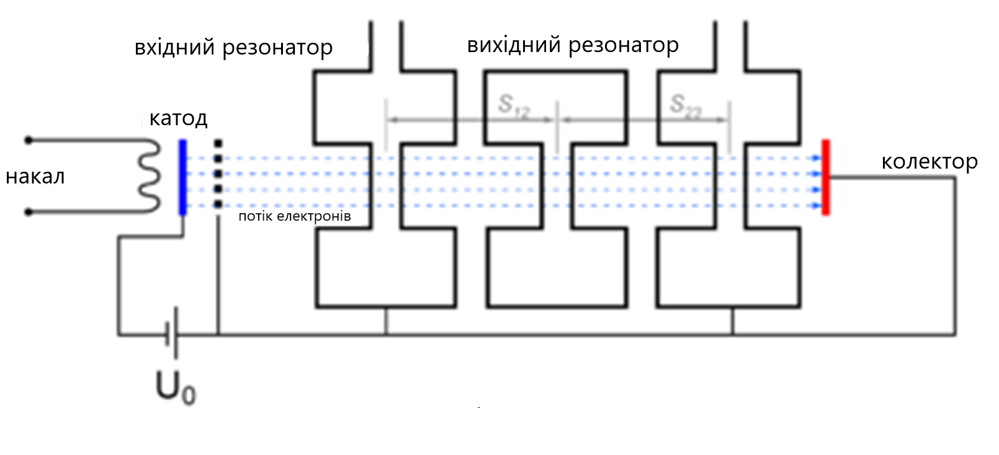 вхідний резонатор
вихідний резонатор
S12
S23
катод
накал
колектор
потік електронів
U0